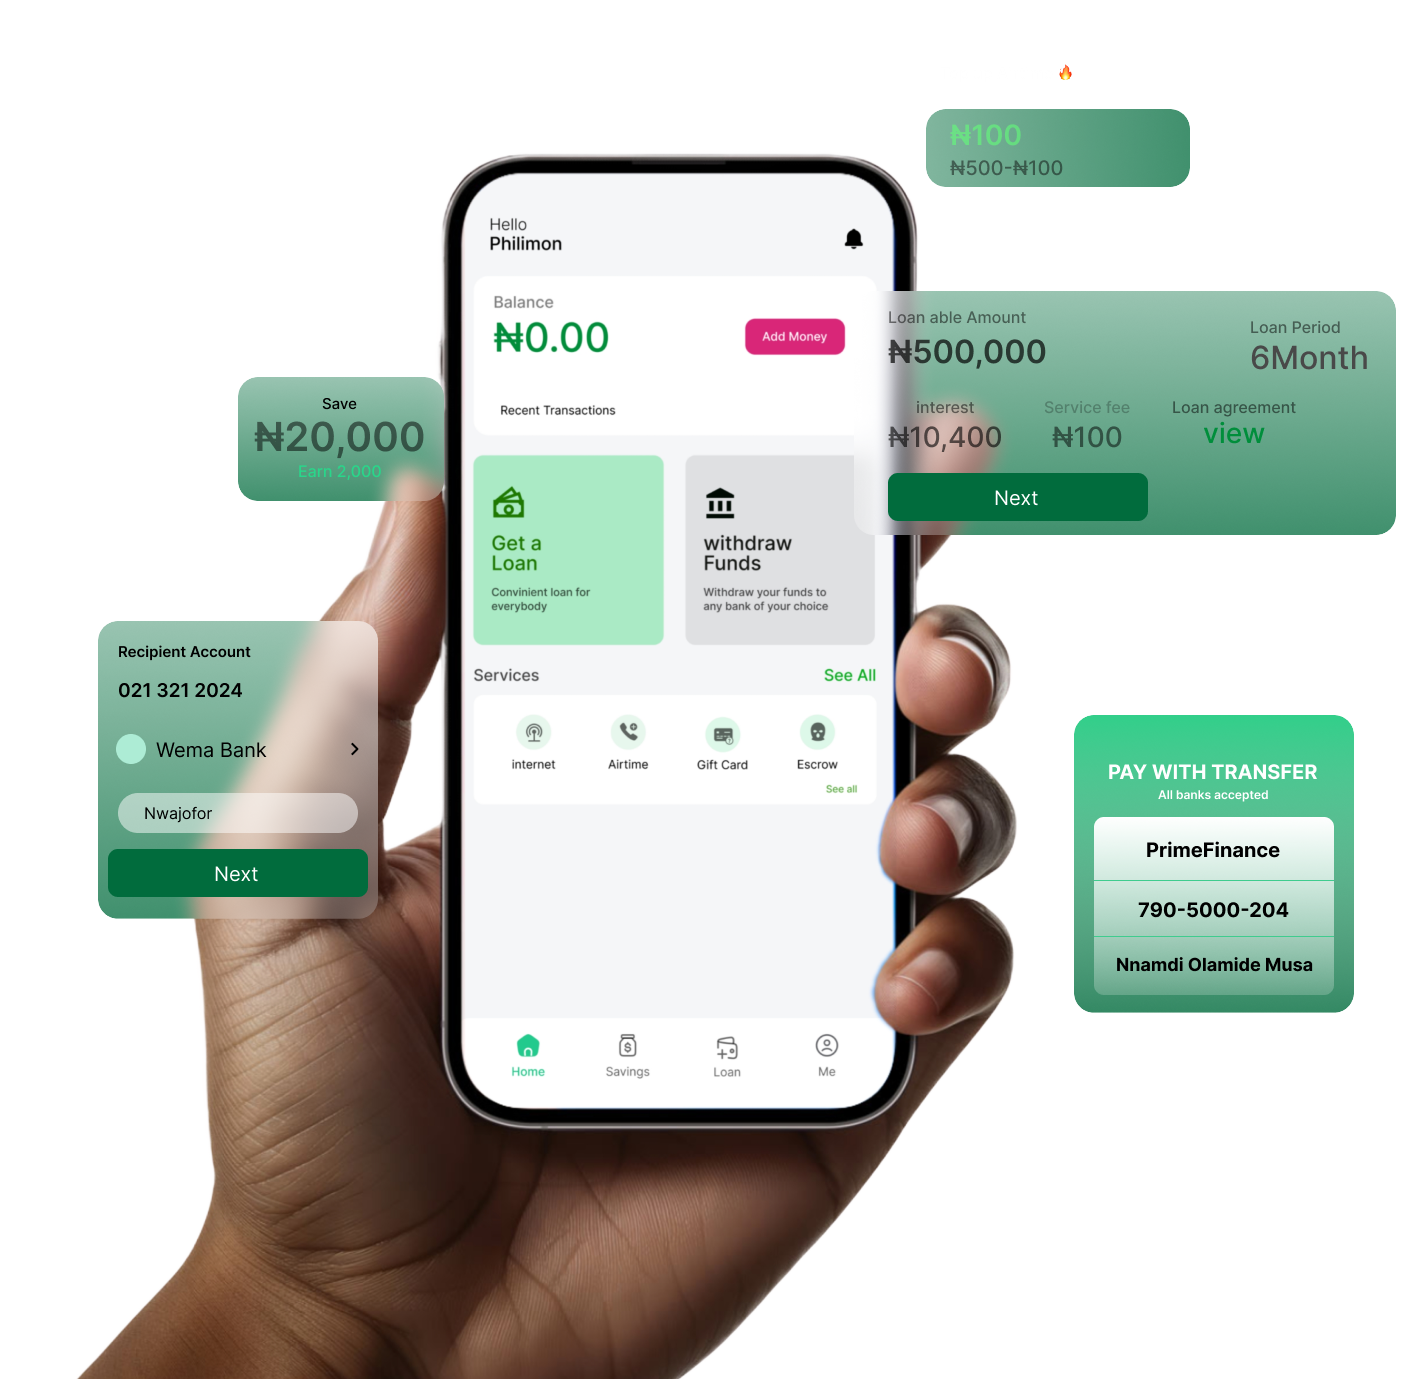 🔥
₦100
₦500-₦100
Hello
Philimon
Balance
₦0.00
Add Money
Recent Transactions
Loan able Amount
₦500,000
Loan Period
6Month
interest
₦10,400
Service fee
₦100
Loan agreement
view
Next
Save
₦20,000
Earn 2,000
Get a
Loan
Convinient loan for
everybody
withdraw
Funds
Withdraw your funds to
any bank of your choice
Recipient Account
021 321 2024
Wema Bank
Nwajofor
Next
Services
See All
internet
Airtime
Gift Card
Escrow
See all
PAY WITH TRANSFER
All banks accepted
PrimeFinance
790-5000-204
Nnamdi Olamide Musa
Home
Savings
Loan
Me